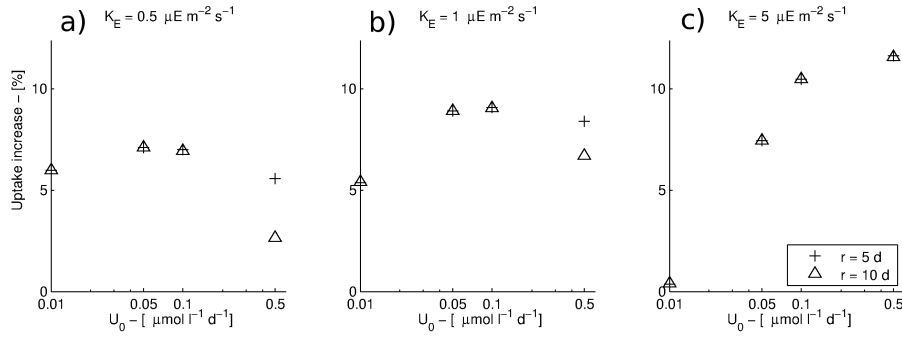 a) K_E = 0.5 μE m⁻² s⁻¹
b) K_E = 1 μE m⁻² s⁻¹
c) K_E = 5 μE m⁻² s⁻¹
Uptake increase – [%]
10
5
0
0.01 0.05 0.1 0.5
U₀ – [ μmol l⁻¹ d⁻¹]
10
5
0
0.01 0.05 0.1 0.5
U₀ – [ μmol l⁻¹ d⁻¹]
10
5
0
0.01 0.05 0.1 0.5
U₀ – [ μmol l⁻¹ d⁻¹]
r = 5 d
r = 10 d